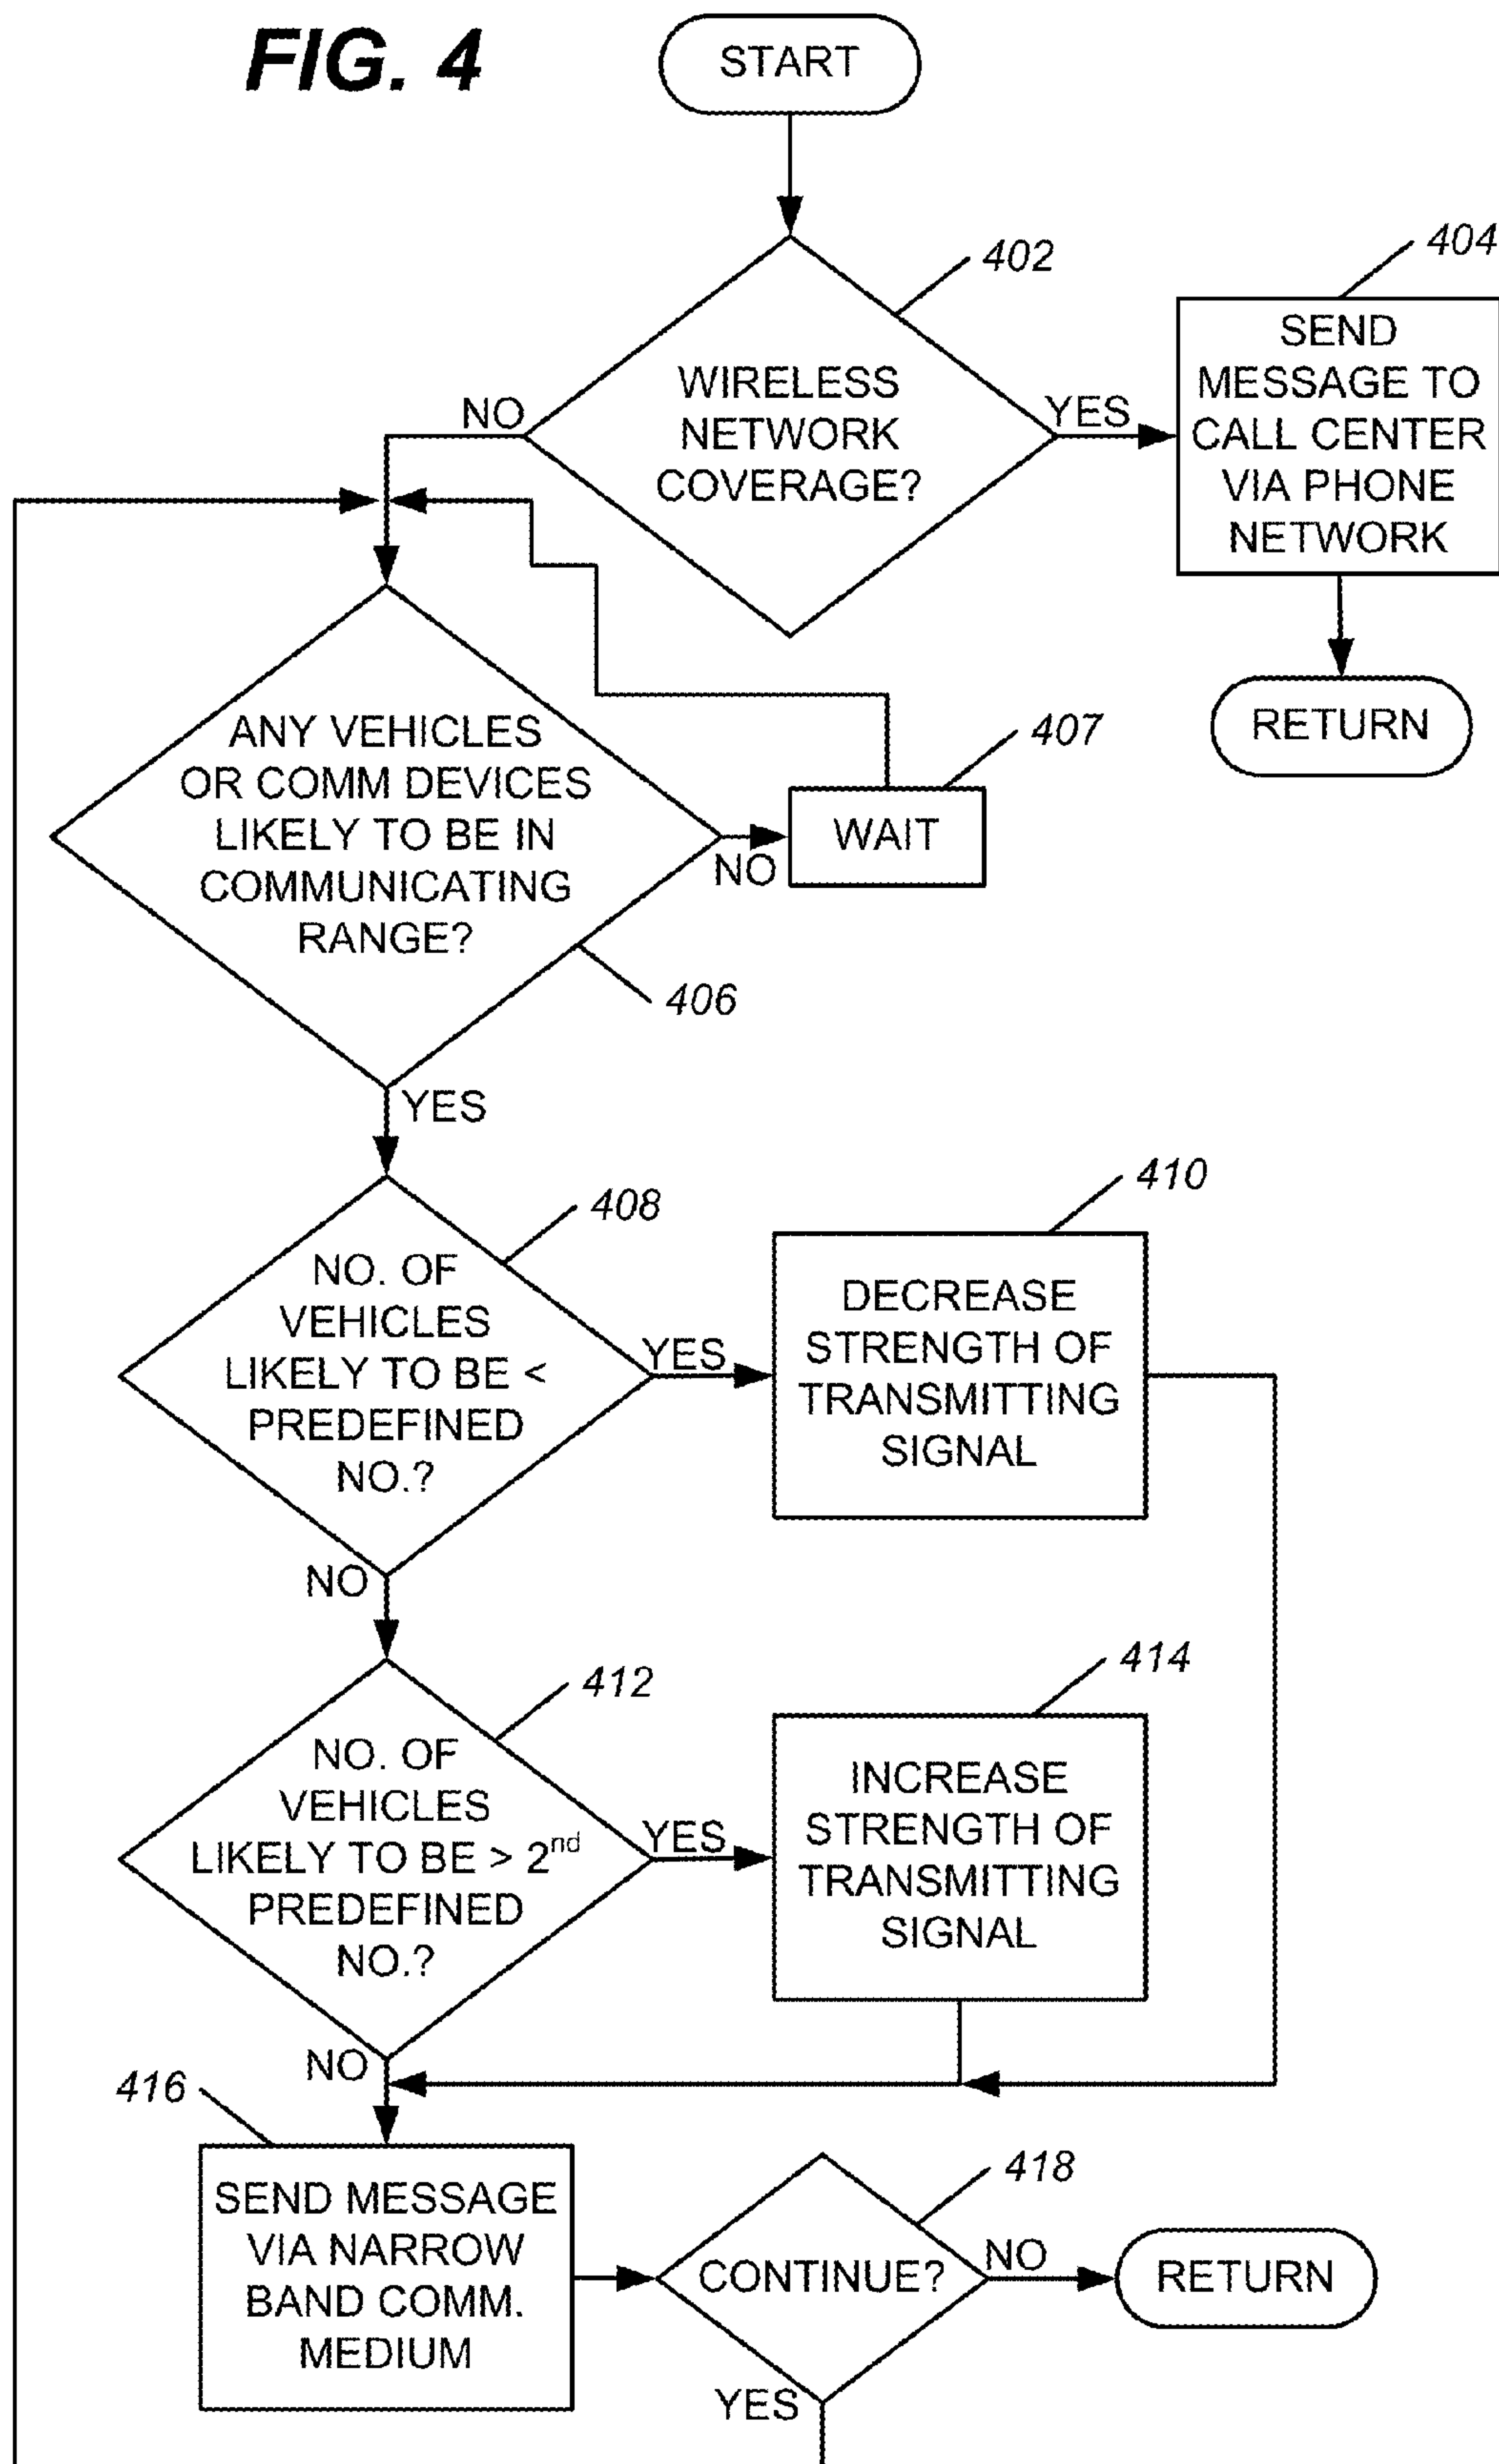 FIG. 4
START
402
WIRELESS
NETWORK
COVERAGE?
NO
YES
404
SEND
MESSAGE TO
CALL CENTER
VIA PHONE
NETWORK
RETURN
ANY VEHICLES
OR COMM DEVICES
LIKELY TO BE IN
COMMUNICATING
RANGE?
406
NO
407
WAIT
YES
408
NO. OF
VEHICLES
LIKELY TO BE <
PREDEFINED
NO.?
YES
410
DECREASE
STRENGTH OF
TRANSMITTING
SIGNAL
NO
412
NO. OF
VEHICLES
LIKELY TO BE > 2nd
PREDEFINED
NO.?
YES
414
INCREASE
STRENGTH OF
TRANSMITTING
SIGNAL
NO
416
SEND MESSAGE
VIA NARROW
BAND COMM.
MEDIUM
418
CONTINUE?
NO
RETURN
YES